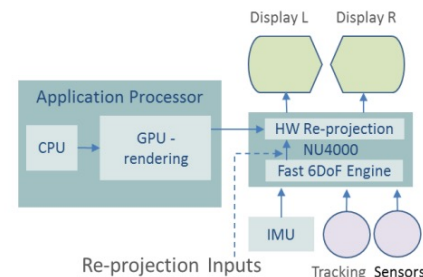 Display L Display R
Application Processor
CPU
GPU -
rendering
HW Re-projection
NU4000
Fast 6DoF Engine
IMU
Re-projection Inputs
Tracking Sensors